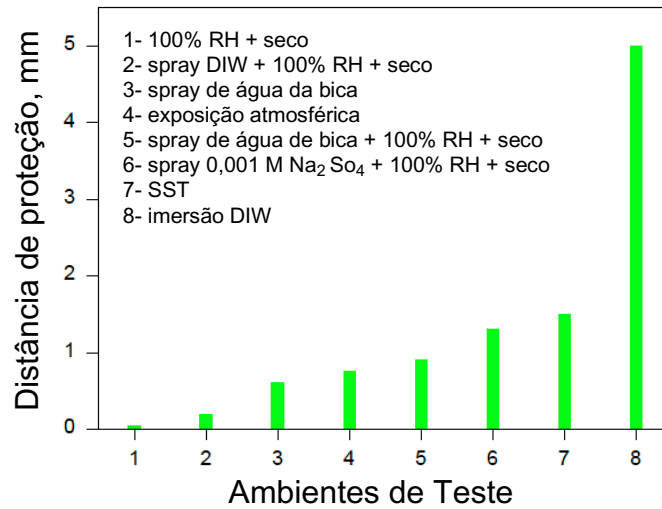 Distância de proteção, mm
5
4
3
2
1
0
1- 100% RH + seco
2- spray DIW + 100% RH + seco
3- spray de água da bica
4- exposição atmosférica
5- spray de água de bica + 100% RH + seco
6- spray 0,001 M Na₂ So₄ + 100% RH + seco
7- SST
8- imersão DIW
1 2 3 4 5 6 7 8
Ambientes de Teste